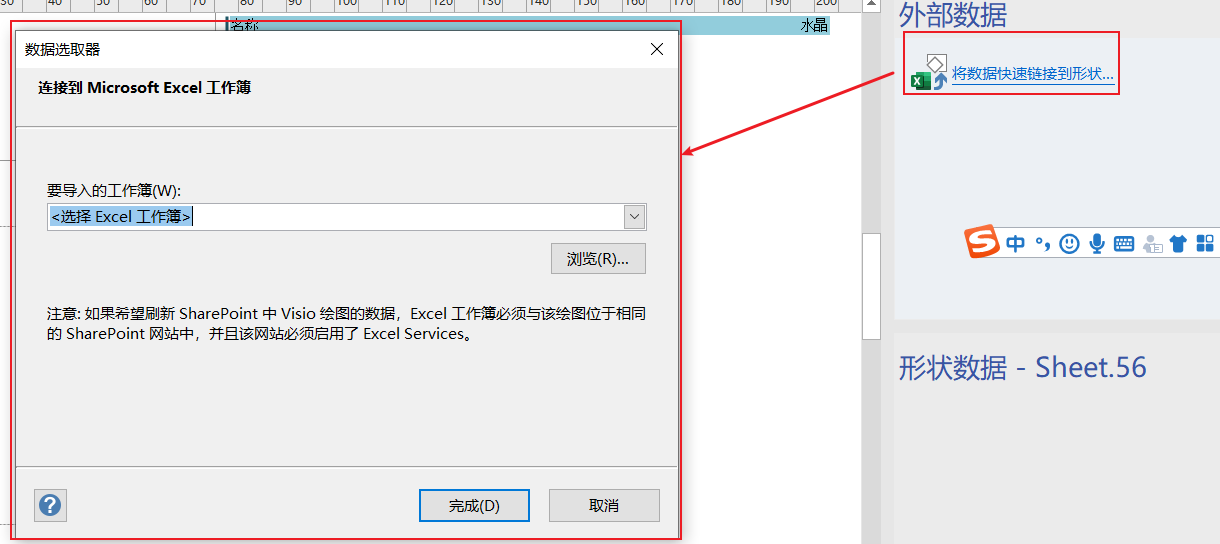 30 40 50 60 70 80 90 100 110 120 130 140 150 160 170 180 190 200
名称 水晶
外部数据
数据选取器
将数据快速链接到形状...
连接到 Microsoft Excel 工作簿
要导入的工作簿(W):
<选择 Excel 工作簿>
浏览(R)...
中
注意: 如果希望刷新 SharePoint 中 Visio 绘图的数据，Excel 工作簿必须与该绘图位于相同
的 SharePoint 网站中，并且该网站必须启用了 Excel Services。
形状数据 - Sheet.56
完成(D)
取消